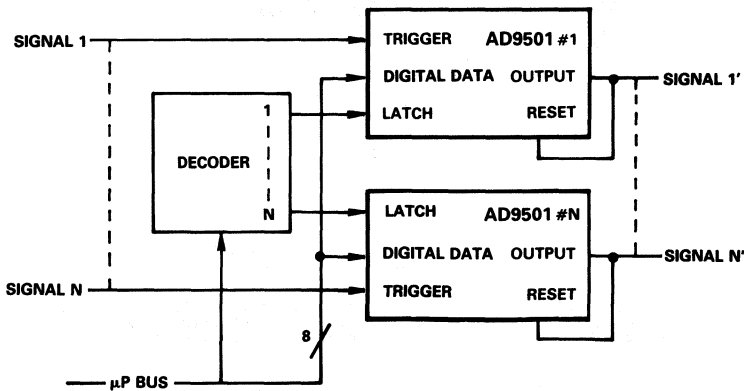 SIGNAL 1
TRIGGER AD9501 #1
DIGITAL DATA OUTPUT
LATCH RESET
SIGNAL 1'
1
DECODER
N
LATCH AD9501 #N
DIGITAL DATA OUTPUT
TRIGGER RESET
SIGNAL N'
SIGNAL N
8
μP BUS